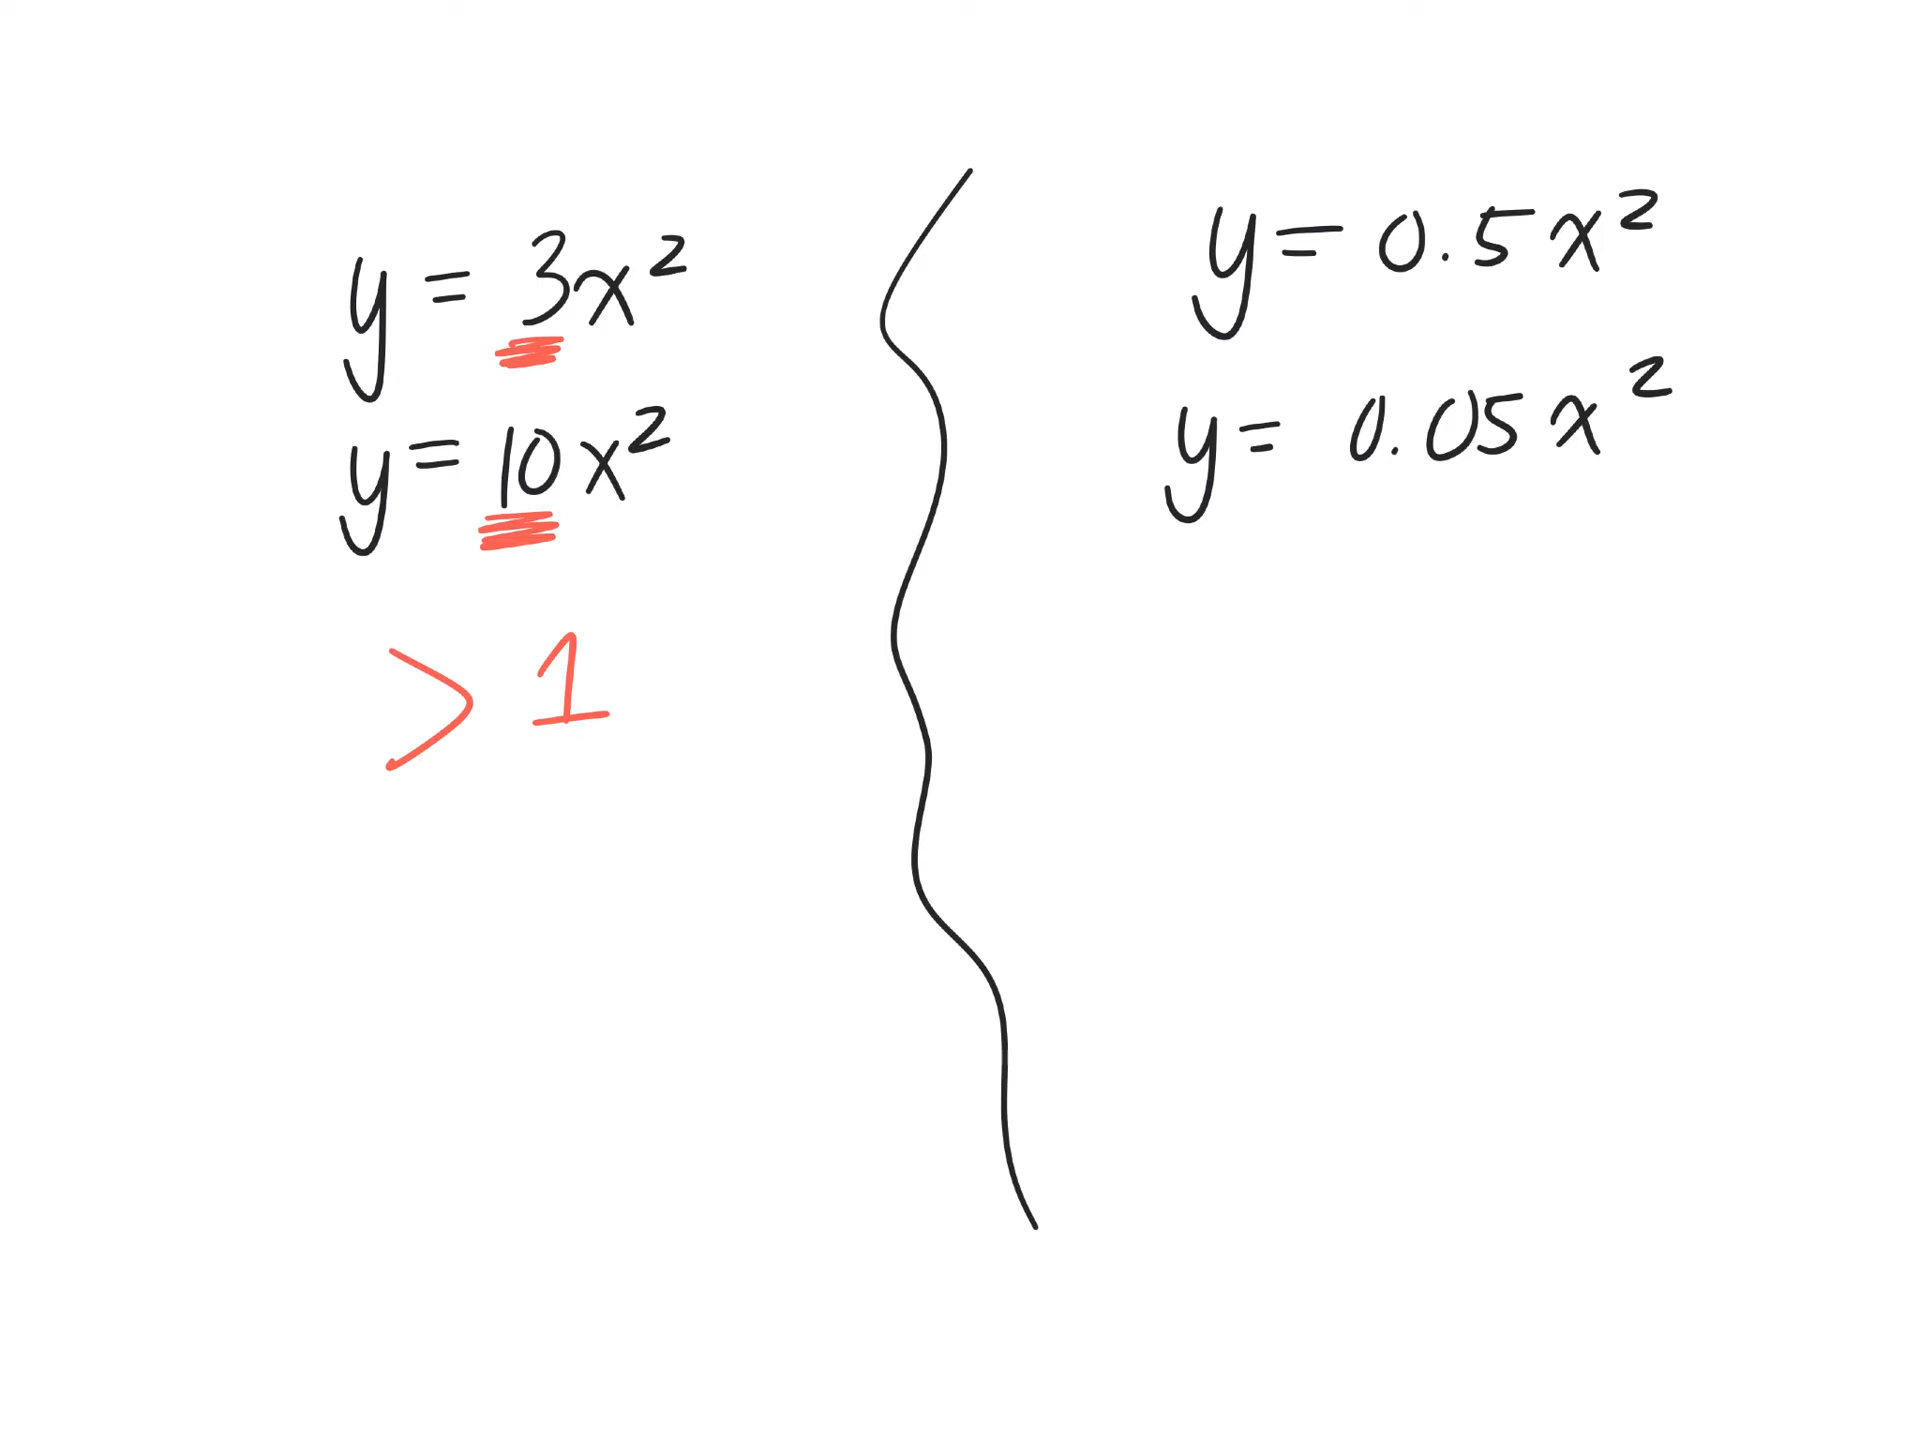 y = 3x²
y = 10x²
> 1
y = 0.5x²
y = 0.05x²